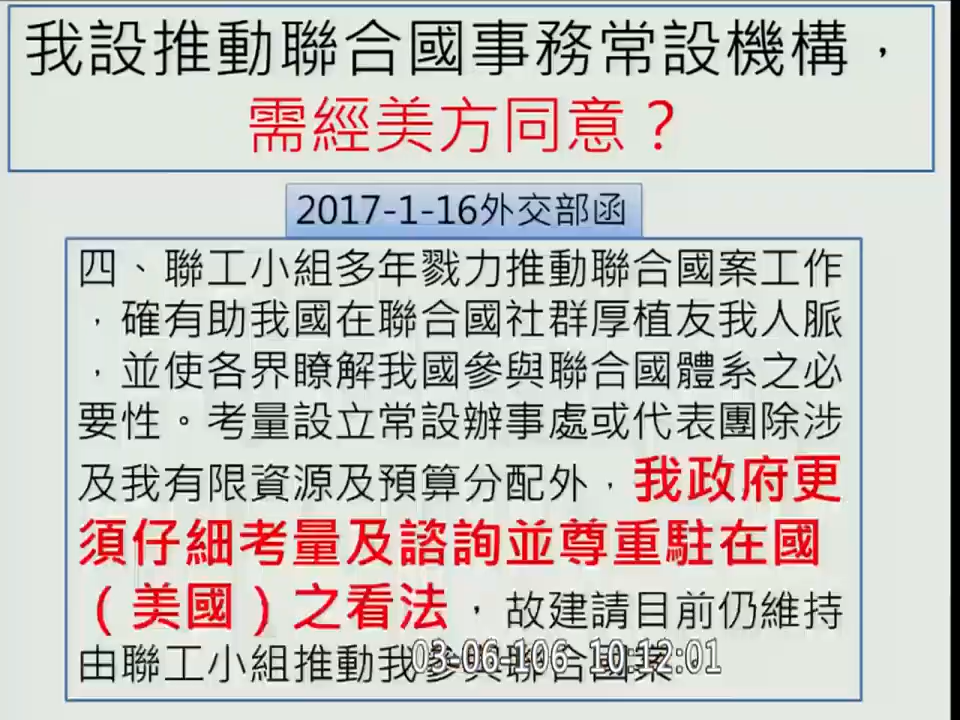 我設推動聯合國事務常設機構，
需經美方同意？
2017-1-16外交部函
四、聯工小組多年戮力推動聯合國案工作
，確有助我國在聯合國社群厚植友我人脈
，並使各界瞭解我國參與聯合國體系之必
要性。考量設立常設辦事處或代表團除涉
及我有限資源及預算分配外，我政府更
須仔細考量及諮詢並尊重駐在國
（美國）之看法，故建請目前仍維持
由聯工小組推動我參與聯合國案。
03-06-106 10:12:01